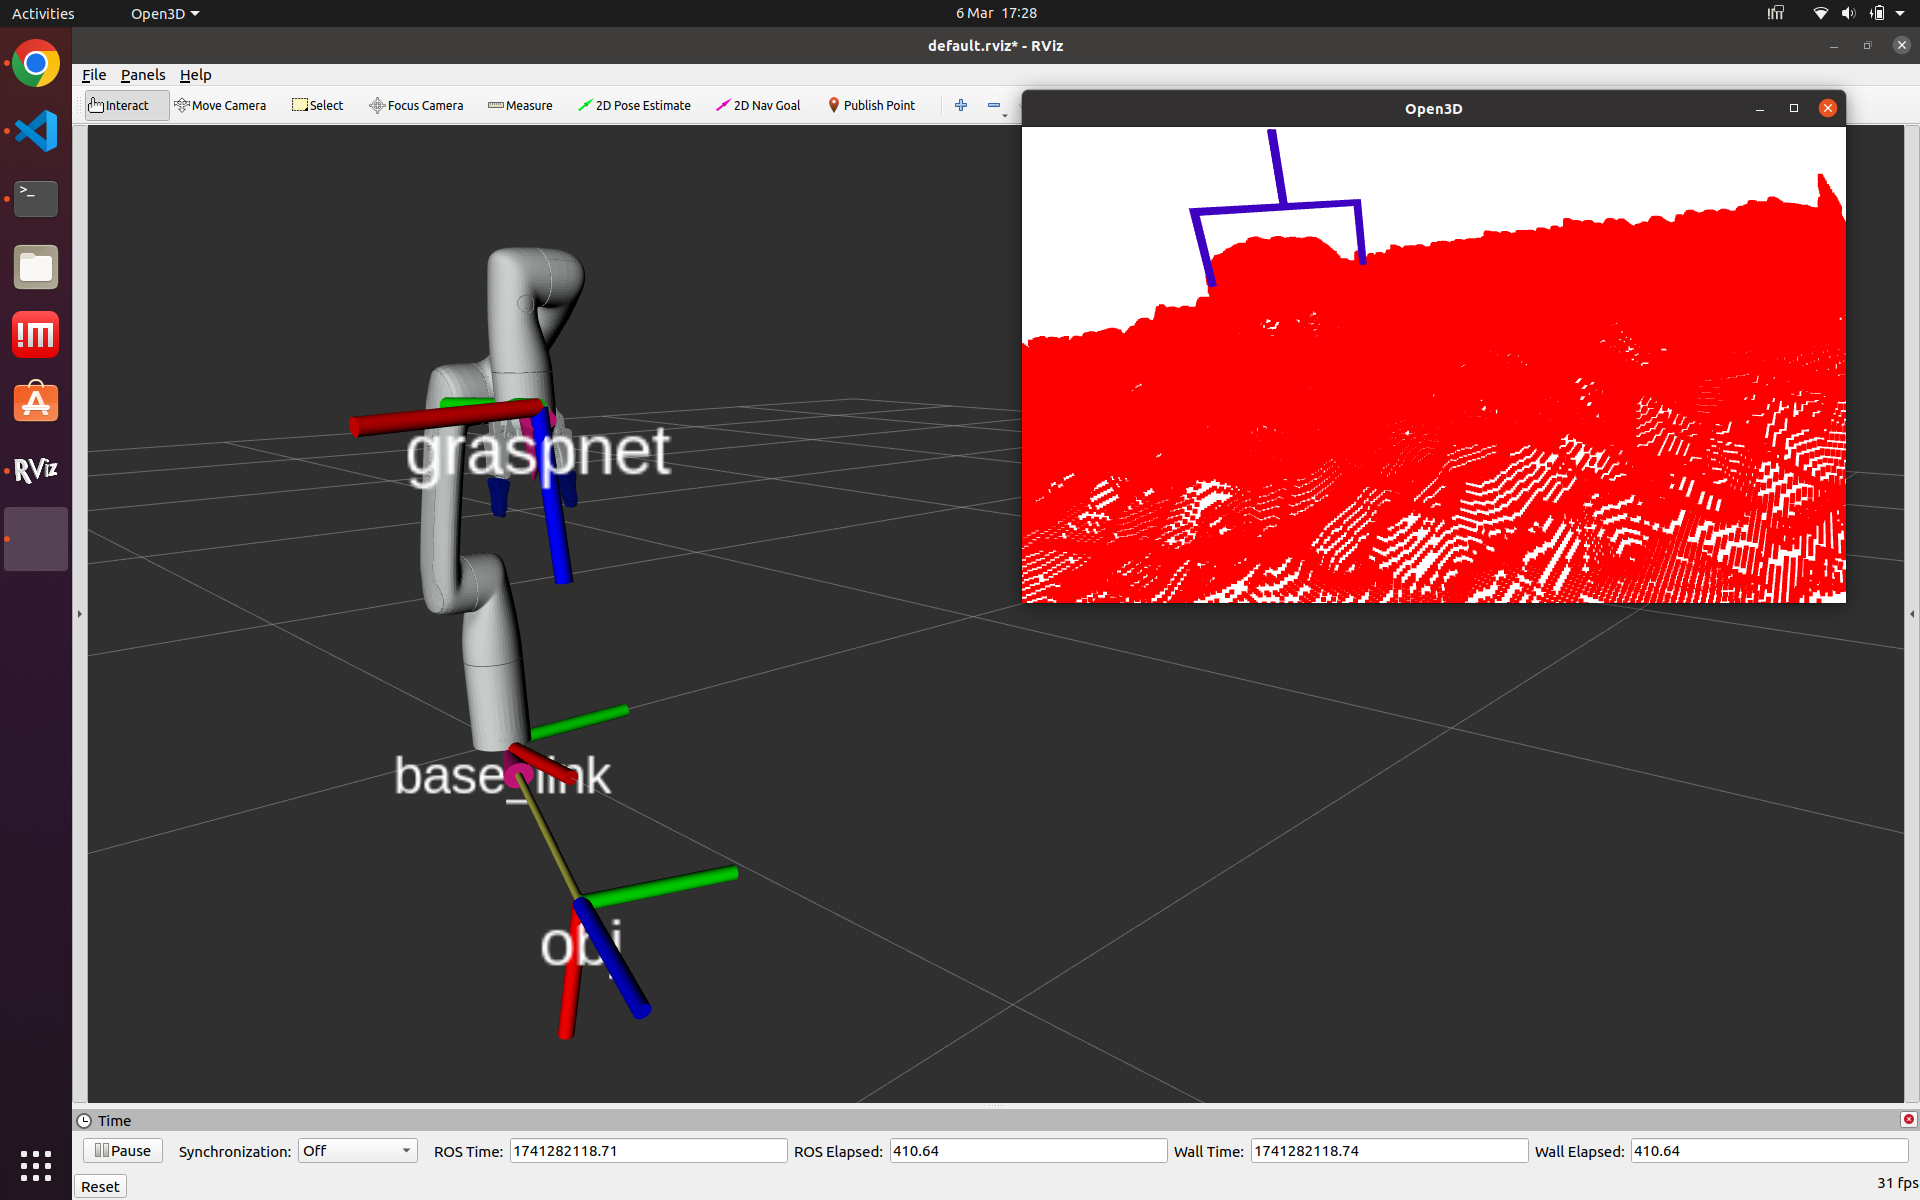 Activities
Open3D
6 Mar 17:28
!m
default.rviz* - RViz
File Panels Help
Interact Move Camera Select Focus Camera Measure 2D Pose Estimate 2D Nav Goal Publish Point
Open3D
>_
!m
RViz
graspnet
base_link
obj
Time
Pause Synchronization: Off ROS Time: 1741282118.71 ROS Elapsed: 410.64 Wall Time: 1741282118.74 Wall Elapsed: 410.64
Reset
31 fps